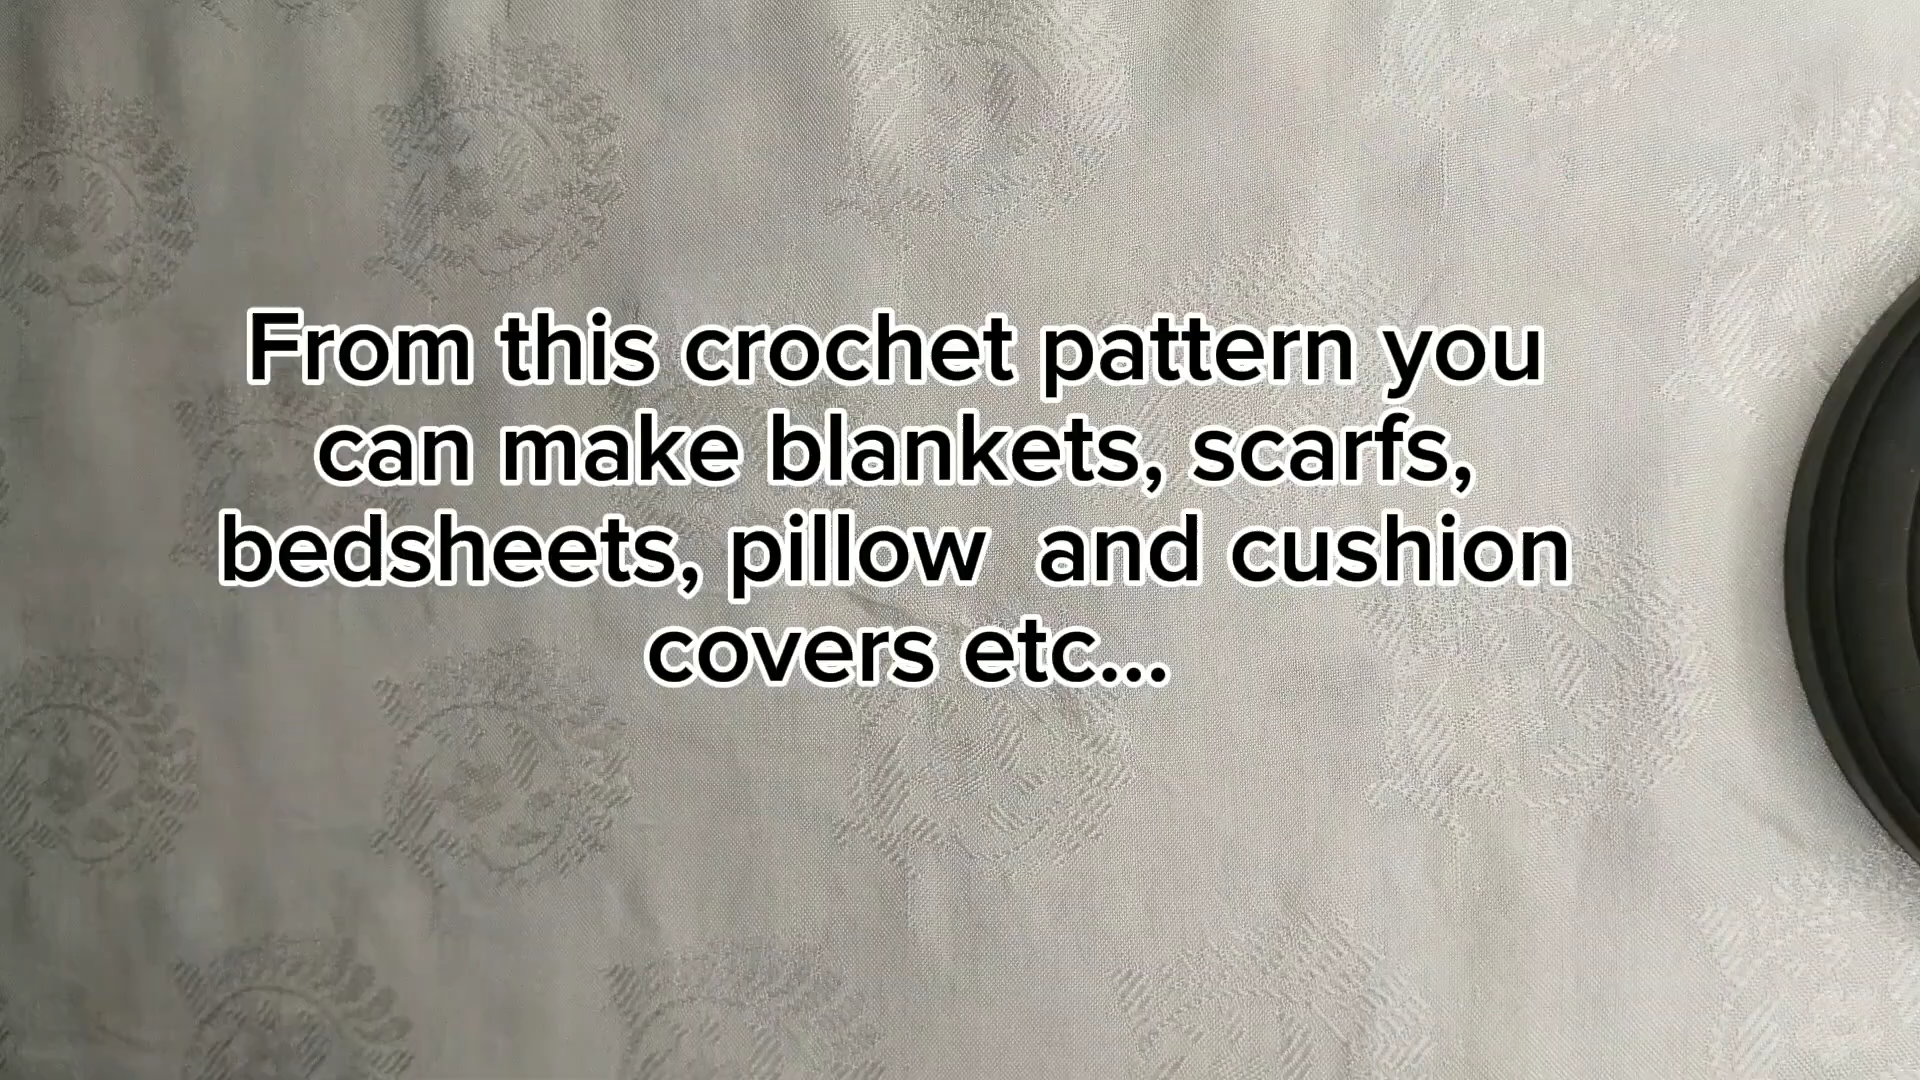 From this crochet pattern you
can make blankets, scarfs,
bedsheets, pillow  and cushion
covers etc...